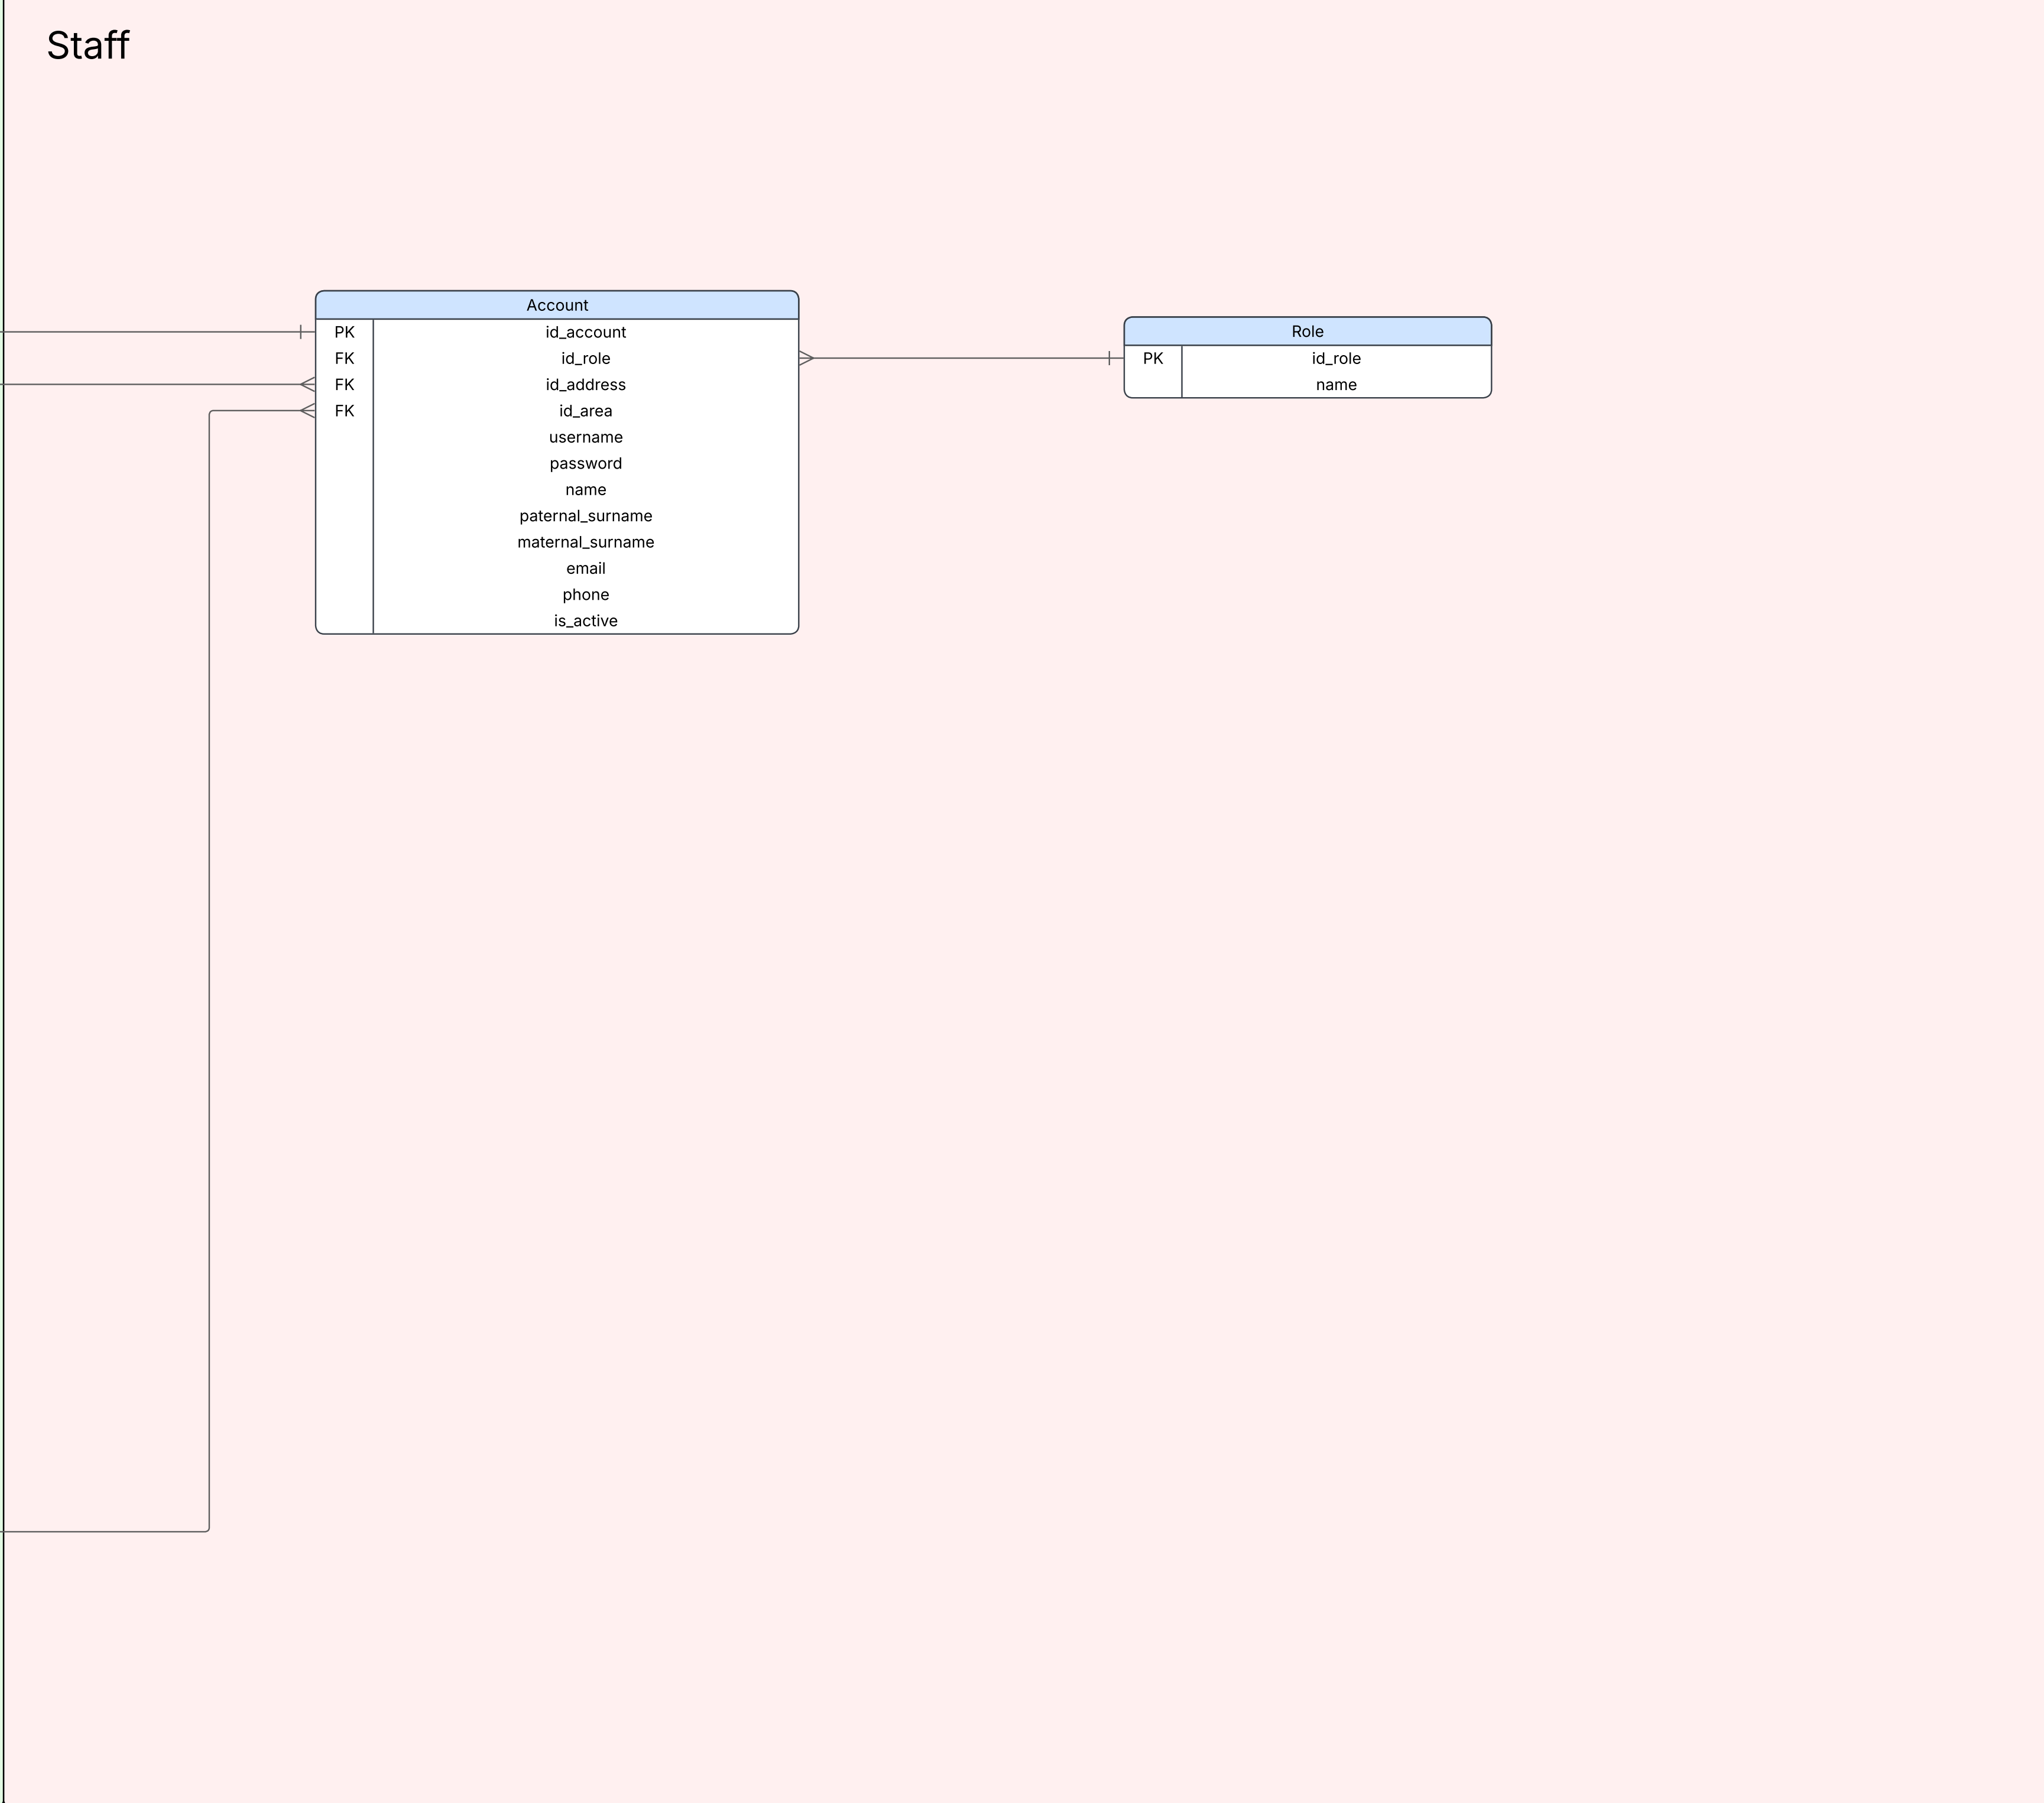 Staff
Account
PK id_account
FK id_role
FK id_address
FK id_area
username
password
name
paternal_surname
maternal_surname
email
phone
is_active
Role
PK id_role
name